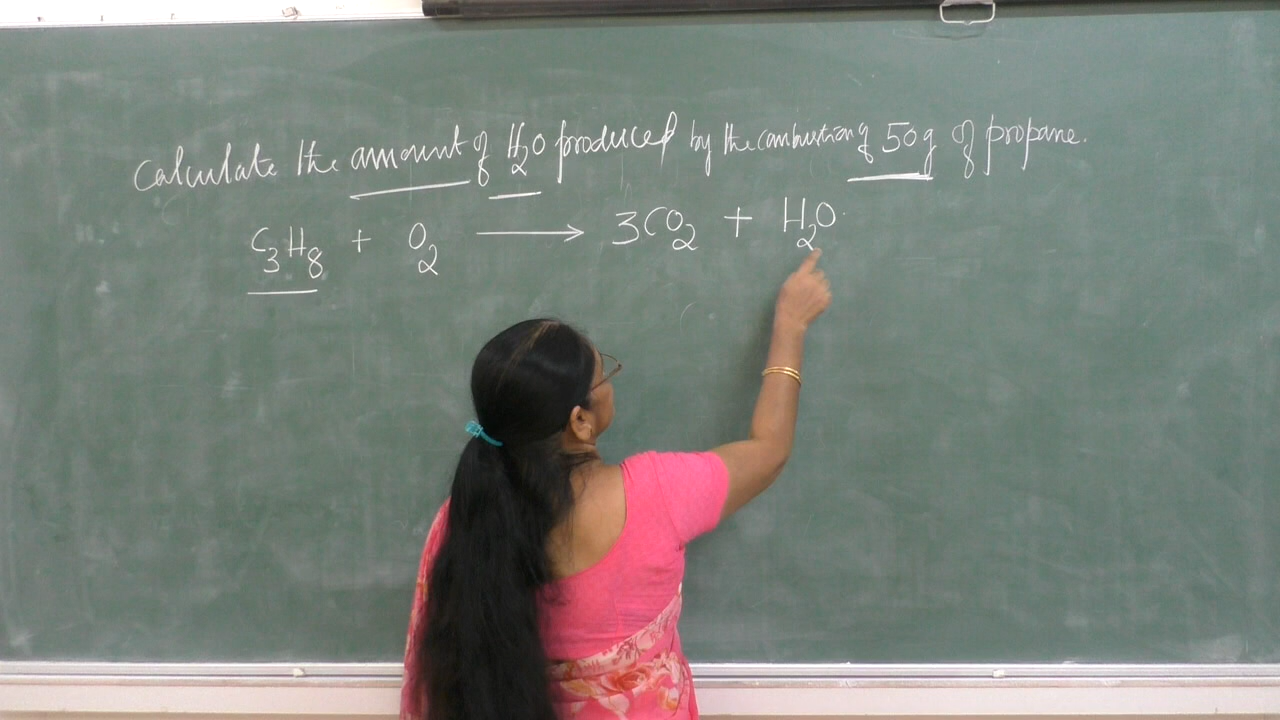 Calculate the amount of H₂O produced by the combustion of 50g of propane.
C₃H₈ + O₂ ⟶ 3CO₂ + H₂O